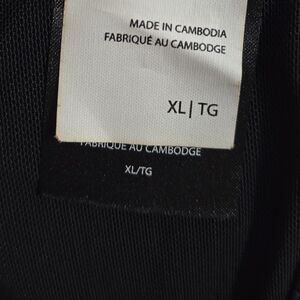 MADE IN CAMBODIA
FABRIQUÉ AU CAMBODGE
XL | TG
FABRIQUE AU CAMBODGE
XL/TG